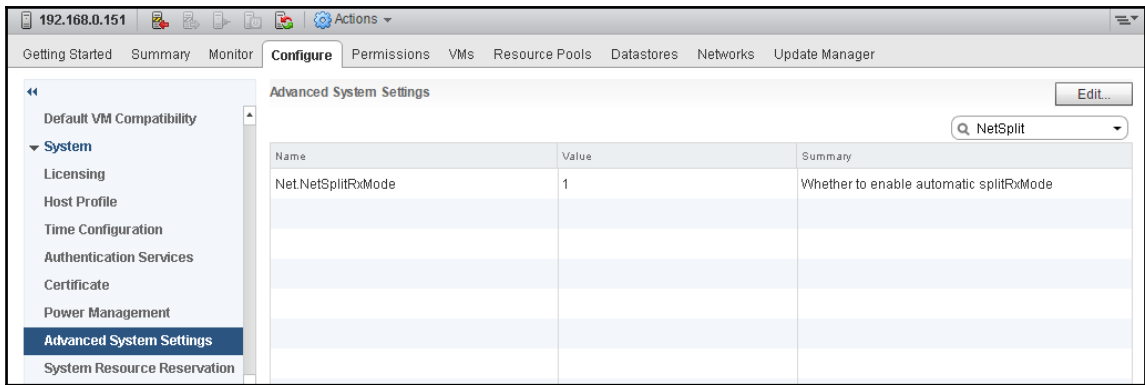 192.168.0.151 Actions
Getting Started Summary Monitor Configure Permissions VMs Resource Pools Datastores Networks Update Manager
Advanced System Settings Edit...
Default VM Compatibility
NetSplit
System
Name Value Summary
Licensing
Net.NetSplitRxMode 1 Whether to enable automatic splitRxMode
Host Profile
Time Configuration
Authentication Services
Certificate
Power Management
Advanced System Settings
System Resource Reservation